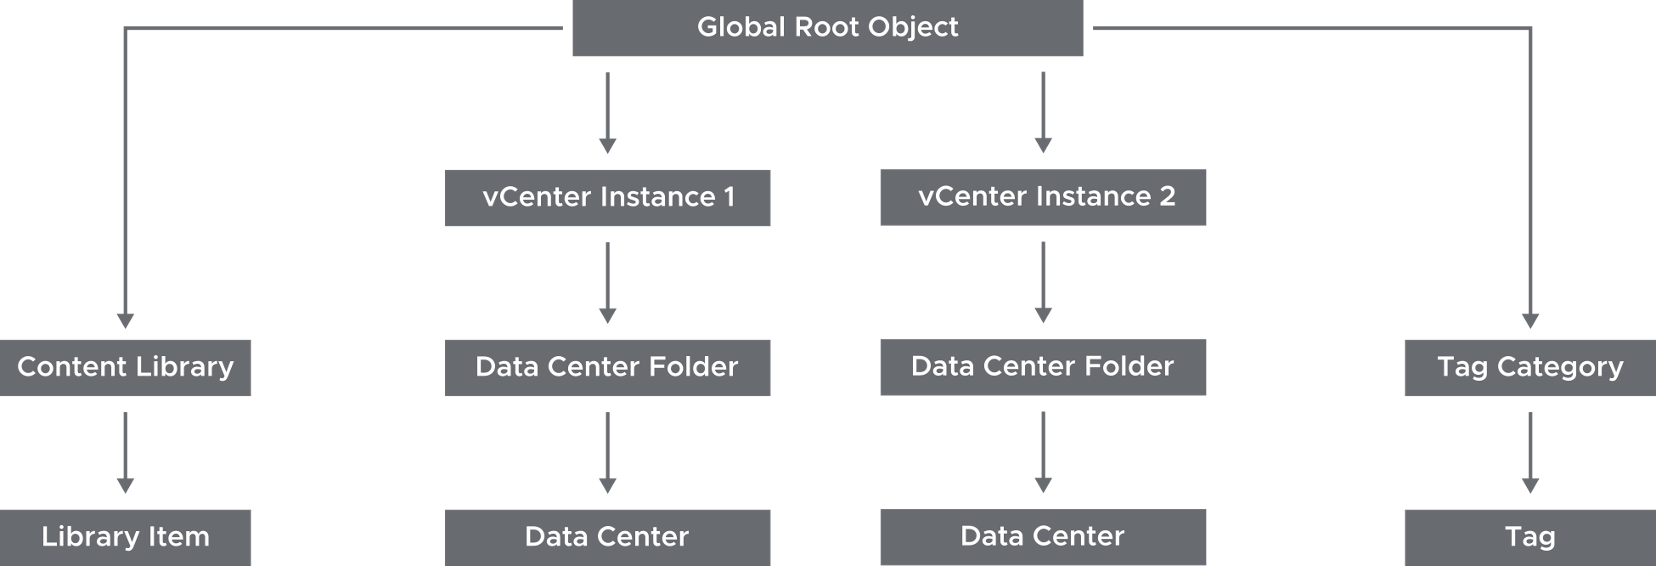 Global Root Object
vCenter Instance 1
vCenter Instance 2
Content Library
Data Center Folder
Data Center Folder
Tag Category
Library Item
Data Center
Data Center
Tag